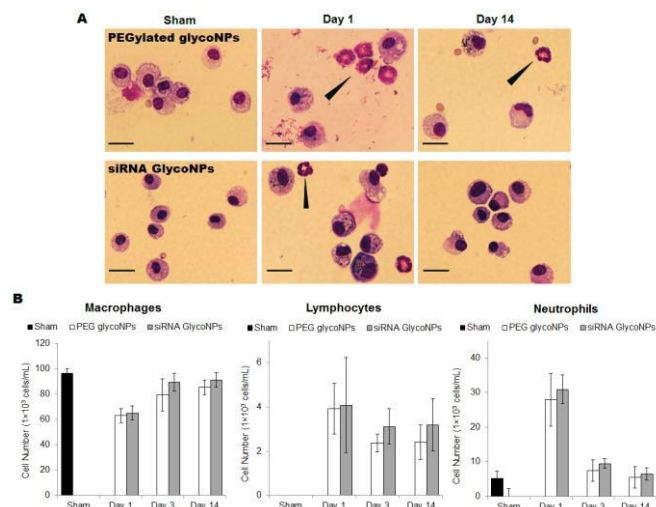 A
Sham Day 1 Day 14
PEGylated glycoNPs
siRNA GlycoNPs
B
Macrophages
■ Sham □ PEG glycoNPs ■ siRNA GlycoNPs
Cell Number (1×10³ cells/mL)
120
100
80
60
40
20
0
Sham Day 1 Day 3 Day 14
Lymphocytes
■ Sham □ PEG glycoNPs ■ siRNA GlycoNPs
Cell Number (1×10³ cells/mL)
6
4
2
0
Sham Day 1 Day 3 Day 14
Neutrophils
■ Sham □ PEG glycoNPs ■ siRNA GlycoNPs
Cell Number (1×10³ cells/mL)
40
30
20
10
0
Sham Day 1 Day 3 Day 14